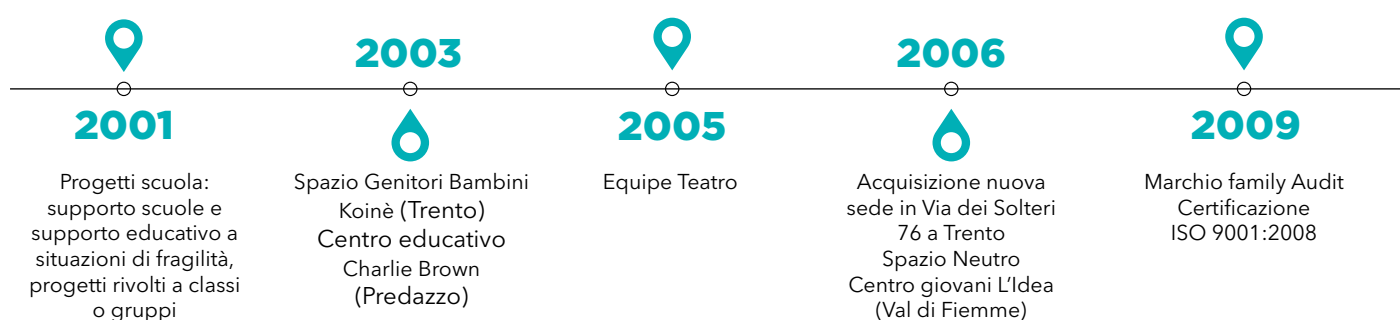 2001
Progetti scuola:
supporto scuole e
supporto educativo a
situazioni di fragilità,
progetti rivolti a classi
o gruppi
2003
Spazio Genitori Bambini
Koinè (Trento)
Centro educativo
Charlie Brown
(Predazzo)
2005
Equipe Teatro
2006
Acquisizione nuova
sede in Via dei Solteri
76 a Trento
Spazio Neutro
Centro giovani L'Idea
(Val di Fiemme)
2009
Marchio family Audit
Certificazione
ISO 9001:2008